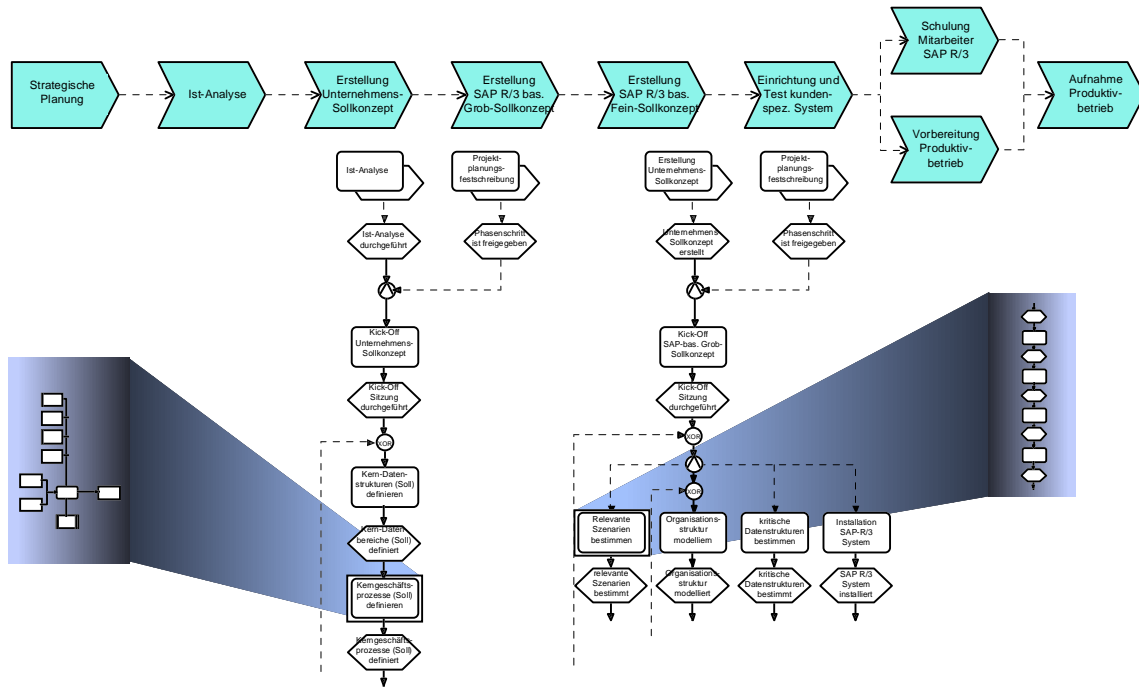 Strategische
Planung
Ist-Analyse
Erstellung
Unternehmens-
Sollkonzept
Erstellung
SAP R/3 bas.
Grob-Sollkonzept
Erstellung
SAP R/3 bas.
Fein-Sollkonzept
Einrichtung und
Test kunden-
spez. System
Schulung
Mitarbeiter
SAP R/3
Vorbereitung
Produktiv-
betrieb
Aufnahme
Produktiv-
betrieb
Ist-Analyse
Projekt-
planungs-
festschreibung
Ist-Analyse
durchgeführt
Phasenschritt
ist freigegeben
Kick-Off
Unternehmens-
Sollkonzept
Kick-Off
Sitzung
durchgeführt
XOR
Kern-Daten-
strukturen (Soll)
definieren
Kern-Daten-
bereiche (Soll)
definiert
Kerngeschäfts-
prozesse (Soll)
definieren
Kerngeschäfts-
prozesse (Soll)
definiert
Erstellung
Unternehmens-
Sollkonzept
Projekt-
planungs-
festschreibung
Unternehmens
Sollkonzept
erstellt
Phasenschritt
ist freigegeben
Kick-Off
SAP-bas. Grob-
Sollkonzept
Kick-Off
Sitzung
durchgeführt
XOR
XOR
Relevante
Szenarien
bestimmen
Organisations-
struktur
modelliern
kritische
Datenstrukturen
bestimmen
Installation
SAP-R/3
System
relevante
Szenarien
bestimmt
Organisations-
struktur
modelliert
kritische
Datenstrukturen
bestimmt
SAP R/3
System
installiert